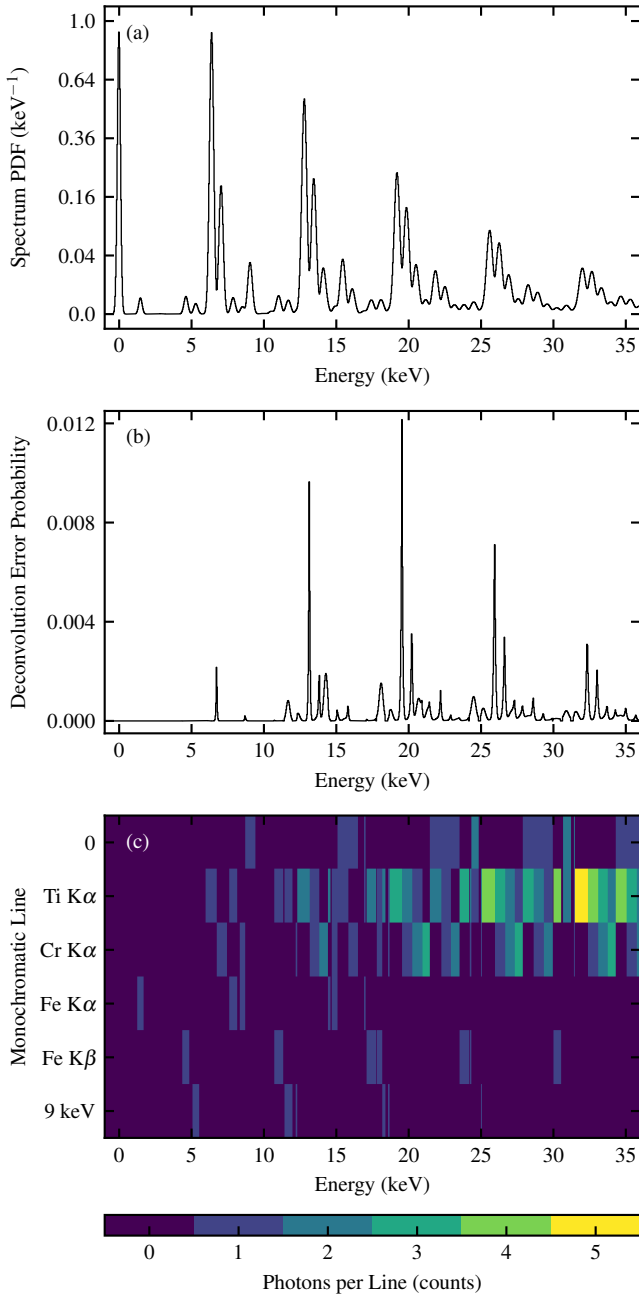 (a)
Spectrum PDF (keV⁻¹)
1.0
0.64
0.36
0.16
0.04
0.0
0 5 10 15 20 25 30 35
Energy (keV)
(b)
Deconvolution Error Probability
0.012
0.008
0.004
0.000
0 5 10 15 20 25 30 35
Energy (keV)
(c)
Monochromatic Line
0
Ti Kα
Cr Kα
Fe Kα
Fe Kβ
9 keV
0 5 10 15 20 25 30 35
Energy (keV)
0 1 2 3 4 5
Photons per Line (counts)